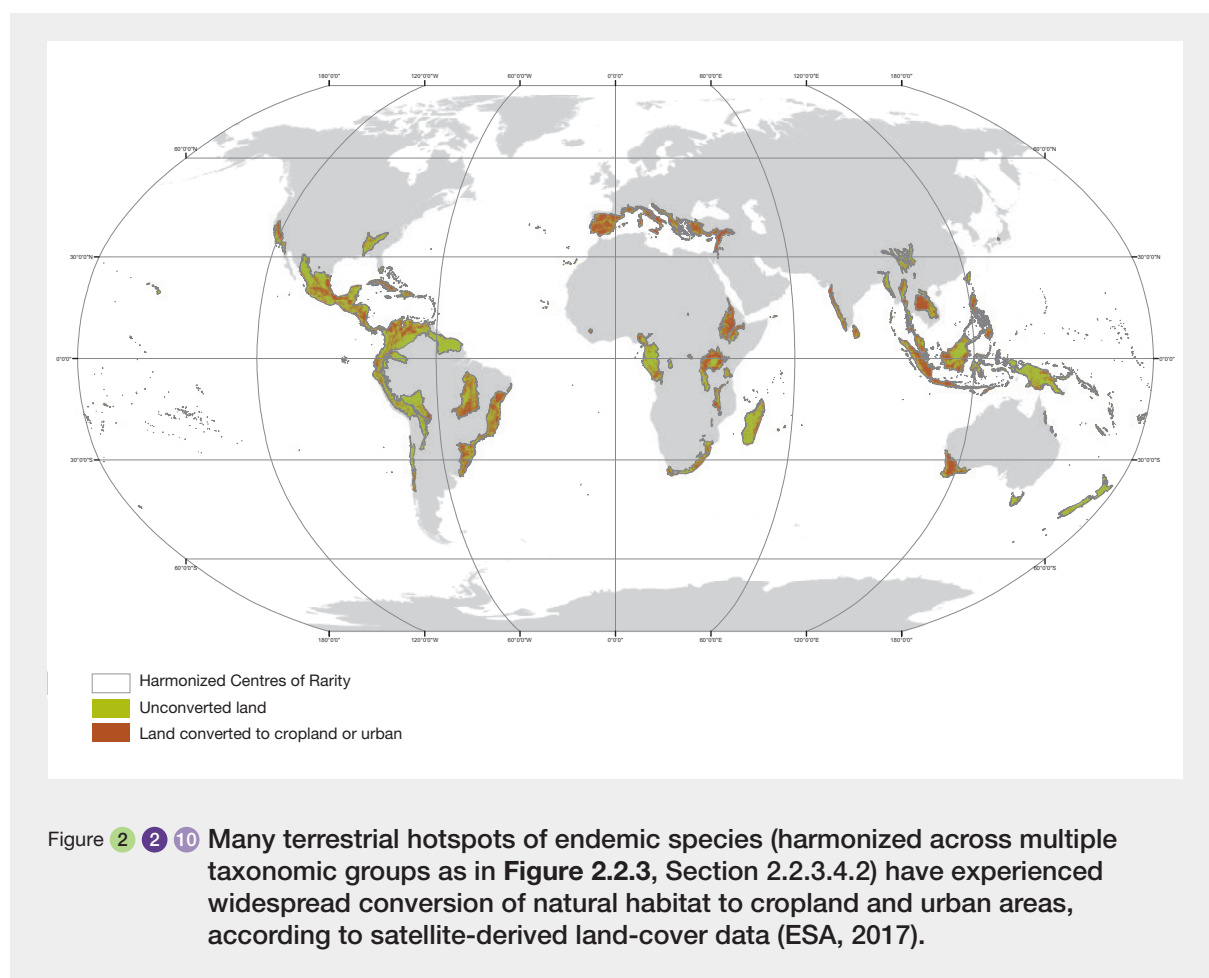 180°0'0" 120°0'0"W 60°0'0"W 0°0'0" 60°0'0"E 120°0'0"E 180°0'0"
60°0'0"N 60°0'0"N
30°0'0"N 30°0'0"N
0°0'0" 0°0'0"
30°0'0"S 30°0'0"S
60°0'0"S 60°0'0"S
180°0'0" 120°0'0"W 60°0'0"W 0°0'0" 60°0'0"E 120°0'0"E 180°0'0"
Harmonized Centres of Rarity
Unconverted land
Land converted to cropland or urban
Figure 2 2 10 Many terrestrial hotspots of endemic species (harmonized across multiple
taxonomic groups as in Figure 2.2.3, Section 2.2.3.4.2) have experienced
widespread conversion of natural habitat to cropland and urban areas,
according to satellite-derived land-cover data (ESA, 2017).